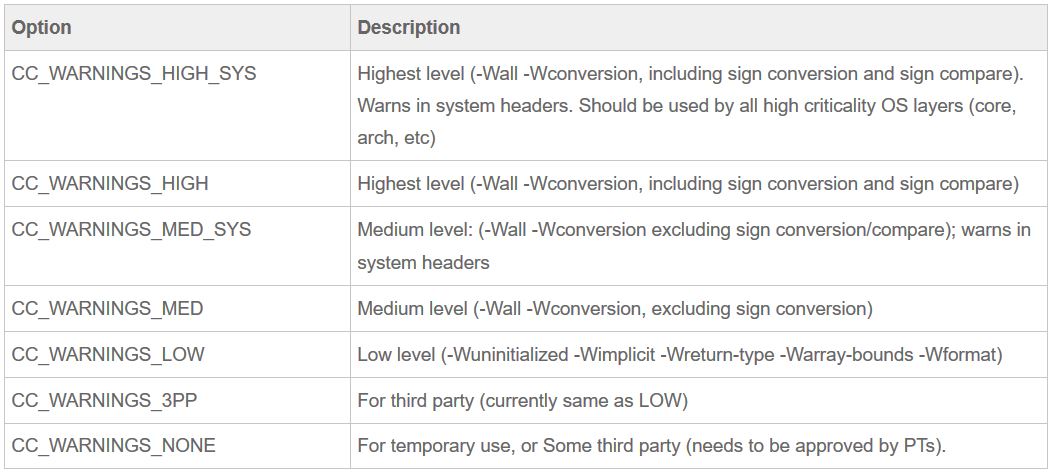 Option Description
CC_WARNINGS_HIGH_SYS Highest level (-Wall -Wconversion, including sign conversion and sign compare).
Warns in system headers. Should be used by all high criticality OS layers (core,
arch, etc)
CC_WARNINGS_HIGH Highest level (-Wall -Wconversion, including sign conversion and sign compare)
CC_WARNINGS_MED_SYS Medium level: (-Wall -Wconversion excluding sign conversion/compare); warns in
system headers
CC_WARNINGS_MED Medium level (-Wall -Wconversion, excluding sign conversion)
CC_WARNINGS_LOW Low level (-Wuninitialized -Wimplicit -Wreturn-type -Warray-bounds -Wformat)
CC_WARNINGS_3PP For third party (currently same as LOW)
CC_WARNINGS_NONE For temporary use, or Some third party (needs to be approved by PTs).